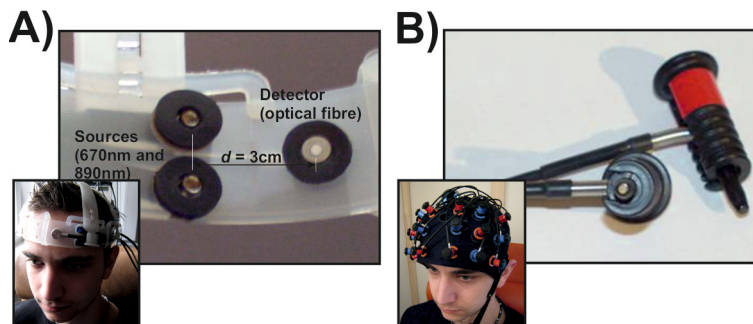 A)
Sources
(670nm and
890nm)
d = 3cm
Detector
(optical fibre)
B)